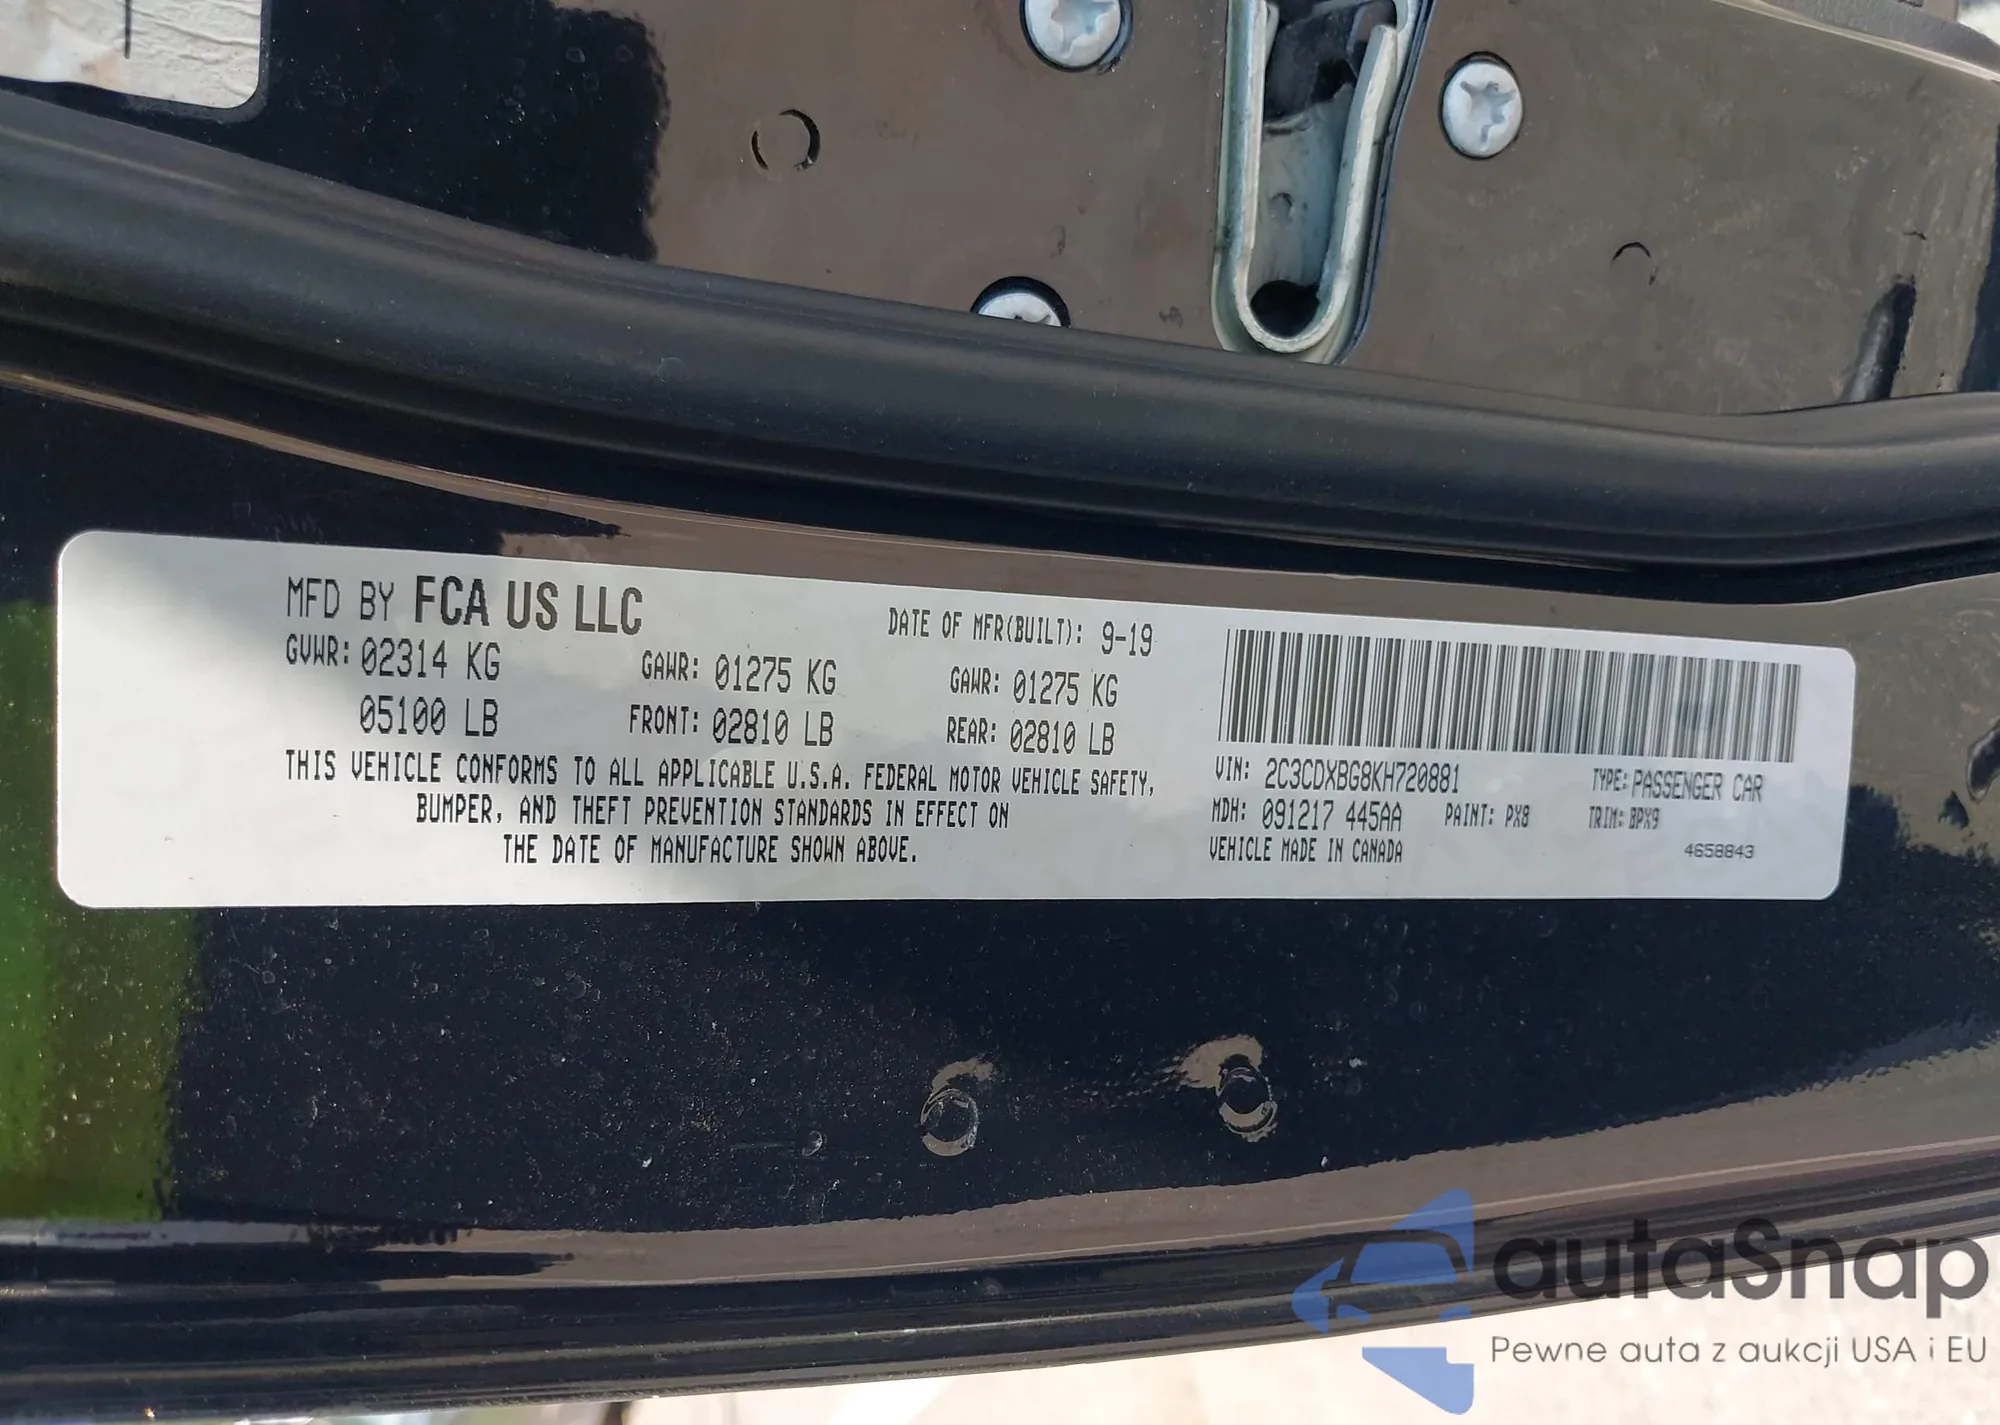 MFD BY FCA US LLC
DATE OF MFR(BUILT): 9-19
GVWR: 02314 KG GAWR: 01275 KG GAWR: 01275 KG
05100 LB FRONT: 02810 LB REAR: 02810 LB
THIS VEHICLE CONFORMS TO ALL APPLICABLE U.S.A. FEDERAL MOTOR VEHICLE SAFETY,
BUMPER, AND THEFT PREVENTION STANDARDS IN EFFECT ON
THE DATE OF MANUFACTURE SHOWN ABOVE.
VIN: 2C3CDXBG8KH720881 TYPE: PASSENGER CAR
MDH: 091217 445AA PAINT: PX8 TRIM: BPX9
VEHICLE MADE IN CANADA 4658843
autaSnap
Pewne auta z aukcji USA i EU